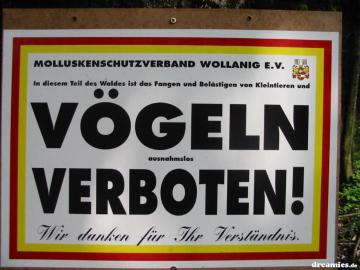 MOLLUSKENSCHUTZVERBAND WOLLANIG E.V.
In diesem Teil des Waldes ist das Fangen und Belästigen von Kleintieren und
VÖGELN
ausnahmslos
VERBOTEN!
Wir danken für Ihr Verständnis.
dreamies.de